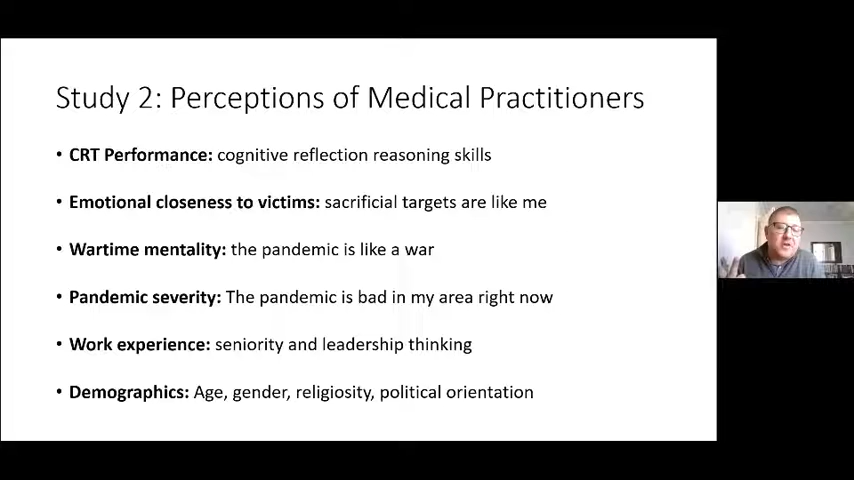 Study 2: Perceptions of Medical Practitioners
• CRT Performance: cognitive reflection reasoning skills
• Emotional closeness to victims: sacrificial targets are like me
• Wartime mentality: the pandemic is like a war
• Pandemic severity: The pandemic is bad in my area right now
• Work experience: seniority and leadership thinking
• Demographics: Age, gender, religiosity, political orientation